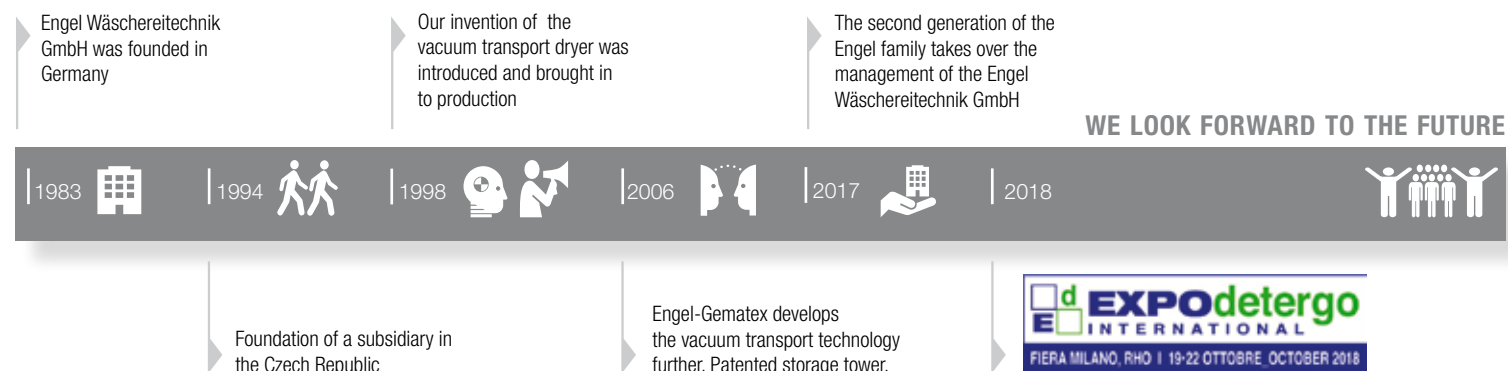 Engel Wäschereitechnik
GmbH was founded in
Germany
Our invention of  the
vacuum transport dryer was
introduced and brought in
to production
The second generation of the
Engel family takes over the
management of the Engel
Wäschereitechnik GmbH
WE LOOK FORWARD TO THE FUTURE
1983
1994
1998
2006
2017
2018
Foundation of a subsidiary in
the Czech Republic
Engel-Gematex develops
the vacuum transport technology
further. Patented storage tower.
d
E
EXPOdetergo
INTERNATIONAL
FIERA MILANO, RHO | 19-22 OTTOBRE_OCTOBER 2018